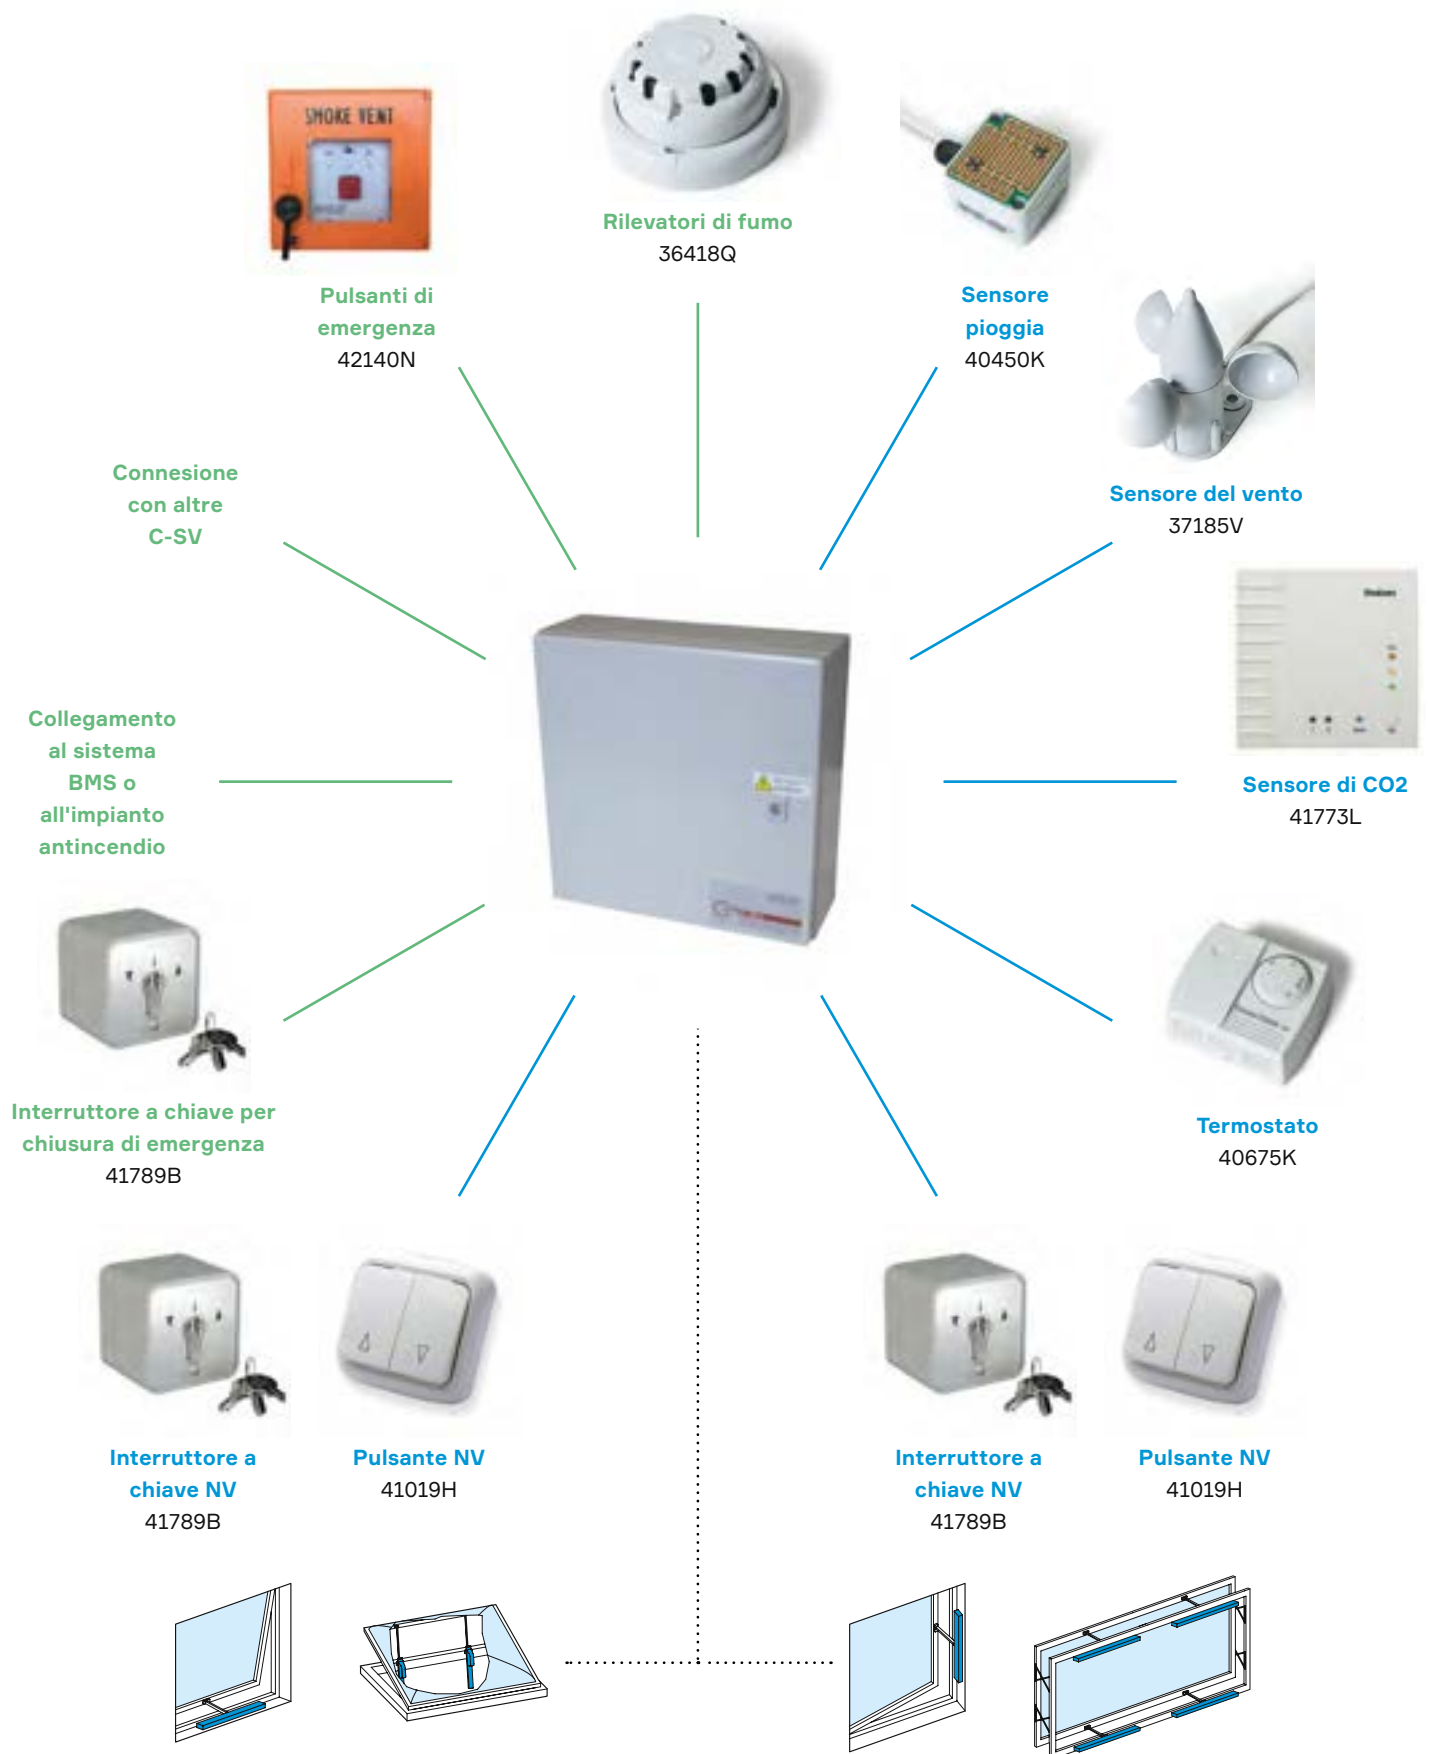 SMOKE VENT
Rilevatori di fumo
36418Q
Pulsanti di
emergenza
42140N
Sensore
pioggia
40450K
Sensore del vento
37185V
Connesione
con altre
C-SV
Collegamento
al sistema
BMS o
all'impianto
antincendio
Sensore di CO2
41773L
Interruttore a chiave per
chiusura di emergenza
41789B
Termostato
40675K
Interruttore a
chiave NV
41789B
Pulsante NV
41019H
Interruttore a
chiave NV
41789B
Pulsante NV
41019H